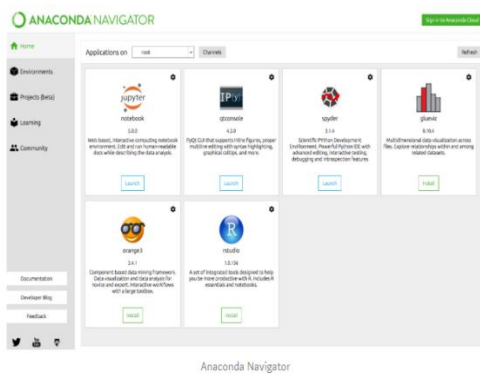 ANACONDA NAVIGATOR
Sign in to Anaconda Cloud
Home
Environments
Projects (beta)
Learning
Community
Documentation
Developer Blog
Feedback
Applications on
root
Channels
Refresh
jupyter
notebook
5.0.0
Web-based, interactive computing notebook
environment. Edit and run human-readable
docs while describing the data analysis.
Launch
IP[y]:
qtconsole
4.3.0
PyQt GUI that supports inline figures, proper
multiline editing with syntax highlighting,
graphical calltips, and more.
Launch
spyder
3.1.4
Scientific PYthon Development
EnviRonment. Powerful Python IDE with
advanced editing, interactive testing,
debugging and introspection features
Launch
glueviz
0.10.4
Multidimensional data visualization across
files. Explore relationships within and among
related datasets.
Install
orange3
3.4.1
Component based data mining framework.
Data visualization and data analysis for
novice and expert. Interactive workflows
with a large toolbox.
Install
R
rstudio
1.0.136
A set of integrated tools designed to help
you be more productive with R. Includes R
essentials and notebooks.
Install
Anaconda Navigator